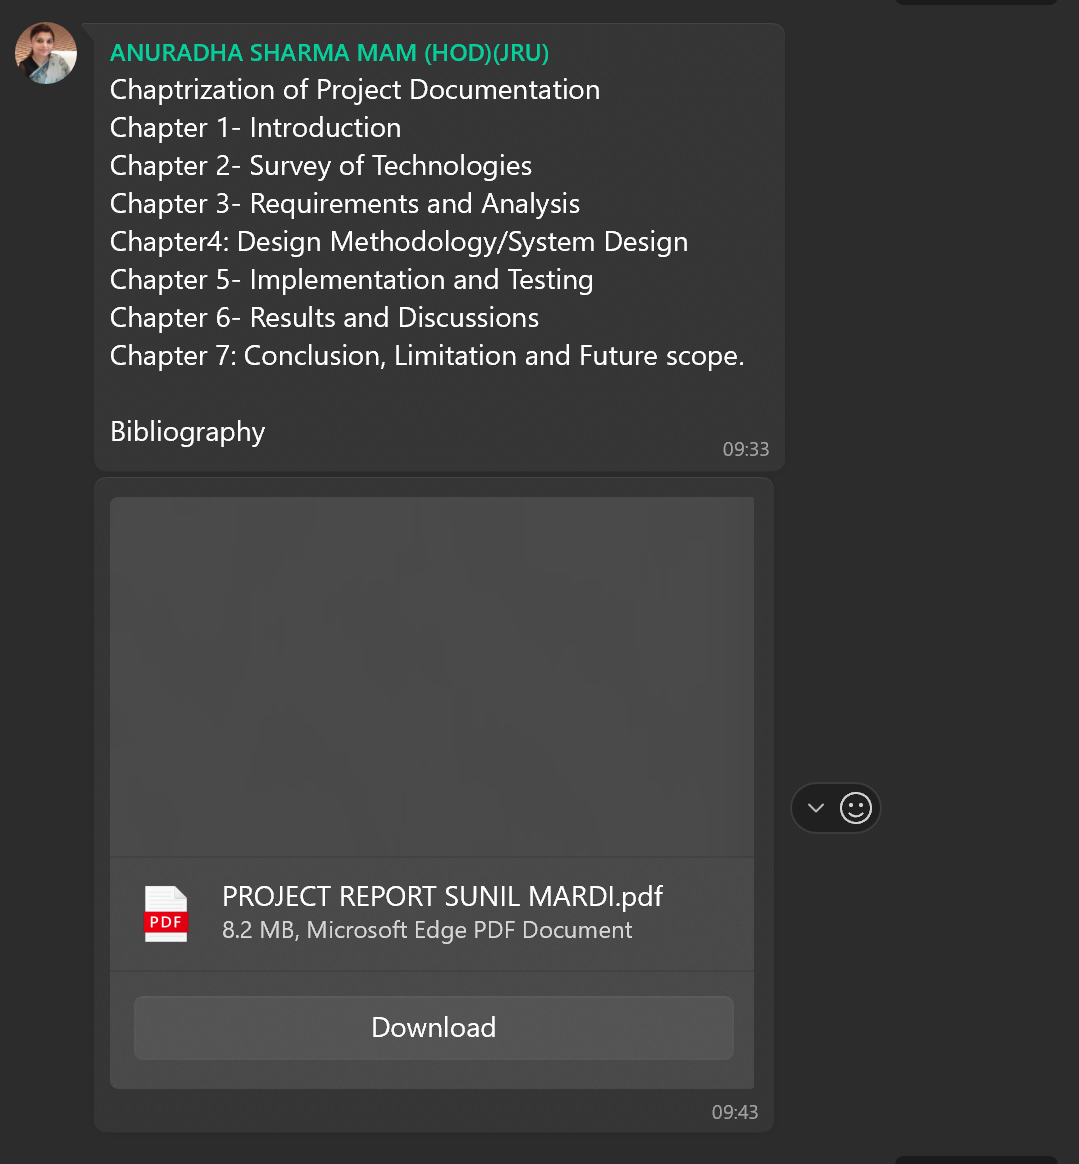 ANURADHA SHARMA MAM (HOD)(JRU)
Chaptrization of Project Documentation
Chapter 1- Introduction
Chapter 2- Survey of Technologies
Chapter 3- Requirements and Analysis
Chapter4: Design Methodology/System Design
Chapter 5- Implementation and Testing
Chapter 6- Results and Discussions
Chapter 7: Conclusion, Limitation and Future scope.
Bibliography
09:33
PROJECT REPORT SUNIL MARDI.pdf
PDF
8.2 MB, Microsoft Edge PDF Document
Download
09:43